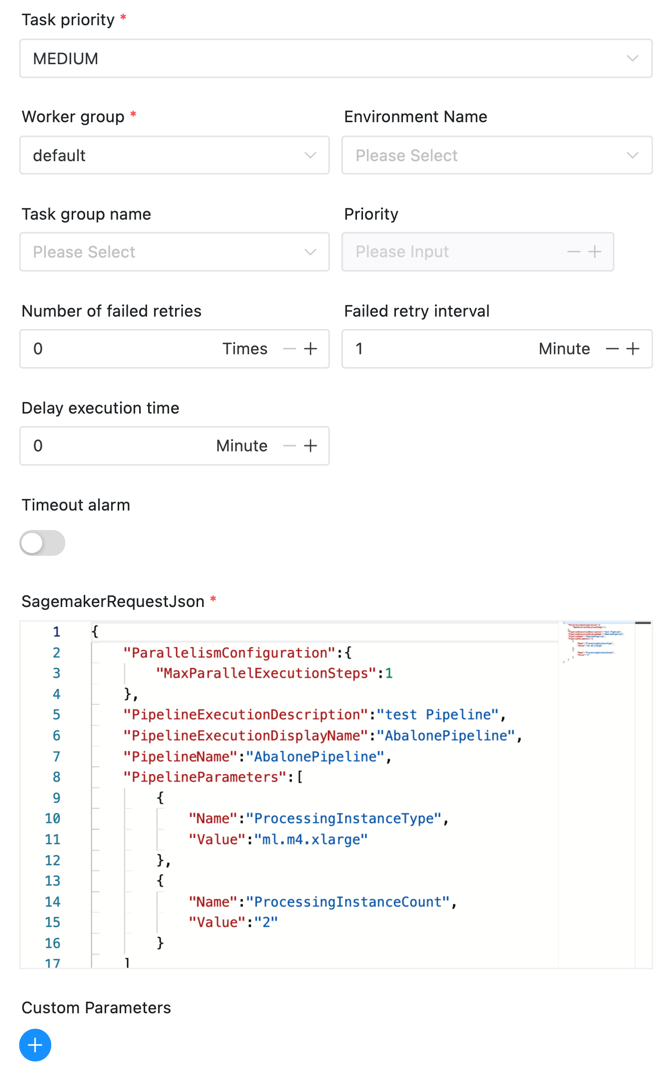 Task priority *
MEDIUM
Worker group *
Environment Name
default
Please Select
Task group name
Priority
Please Select
Please Input
Number of failed retries
Failed retry interval
0 Times
1 Minute
Delay execution time
0 Minute
Timeout alarm
SagemakerRequestJson *
1 {
2 "ParallelismConfiguration":{
3 "MaxParallelExecutionSteps":1
4 },
5 "PipelineExecutionDescription":"test Pipeline",
6 "PipelineExecutionDisplayName":"AbalonePipeline",
7 "PipelineName":"AbalonePipeline",
8 "PipelineParameters":[
9 {
10 "Name":"ProcessingInstanceType",
11 "Value":"ml.m4.xlarge"
12 },
13 {
14 "Name":"ProcessingInstanceCount",
15 "Value":"2"
16 }
17 ]
Custom Parameters